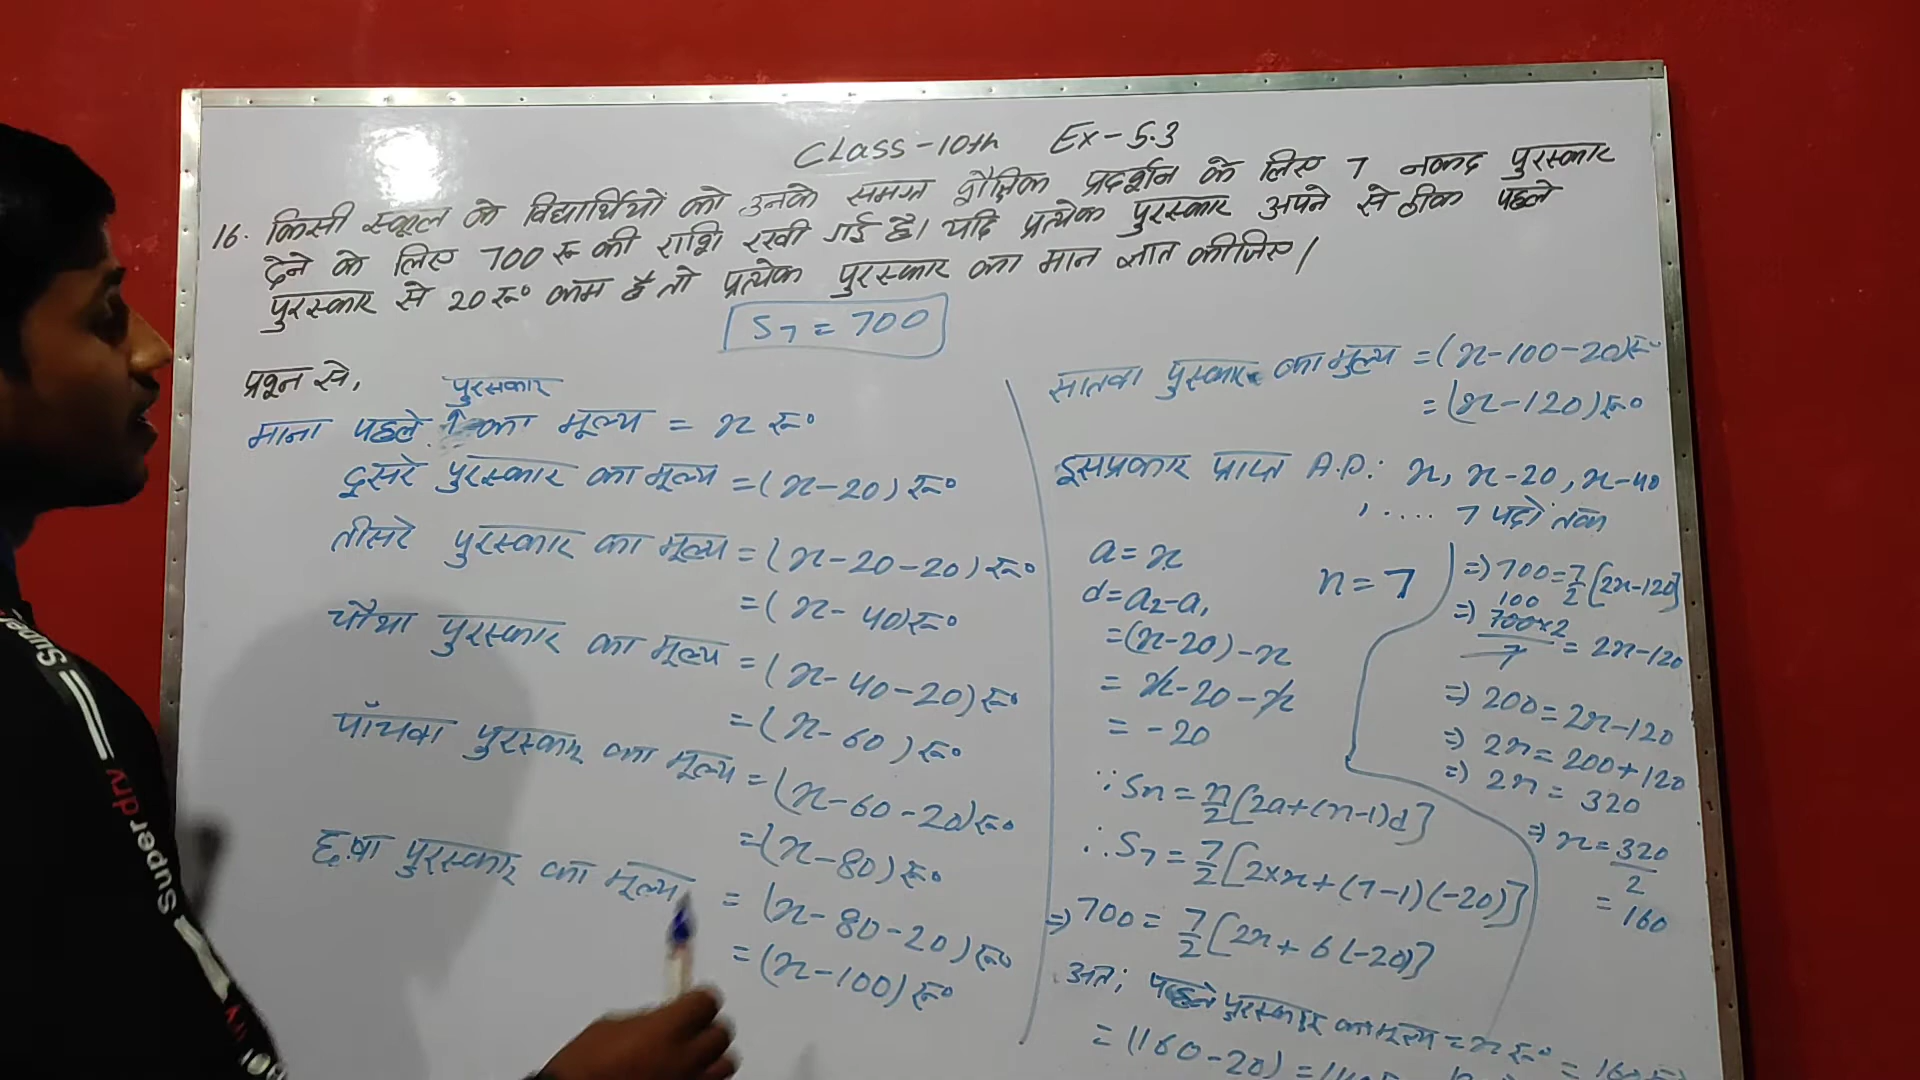 CLASS-10th Ex-5.3
16. किसी स्कूल के विद्यार्थियों को उनके समग्र शैक्षिक प्रदर्शन के लिए 7 नकद पुरस्कार
देने के लिए 700 रू की राशि रखी गई है। यदि प्रत्येक पुरस्कार अपने से ठीक पहले
पुरस्कार से 20रू० कम है तो प्रत्येक पुरस्कार का मान ज्ञात कीजिए।
S₇ = 700
प्रश्न से,
पुरसकार
माना पहले ↑ का मूल्य = x रू०
दूसरे पुरस्कार का मूल्य = (x-20) रू०
तीसरे पुरस्कार का मूल्य = (x-20-20) रू०
= (x-40)रू०
चौथा पुरस्कार का मूल्य = (x-40-20) रू०
= (x-60) रू०
पाँचवा पुरस्कार का मूल्य = (x-60-20)रू०
= (x-80) रू०
पुरस्कार का मूल्य = (x-80-20) रू०
= (x-100) रू०
सातवा पुरस्कार का मुल्य = (x-100-20)रू०
= (x-120)रू०
इसप्रकार प्राप्त A.P.: x, x-20, x-40
, .... 7 पदों तक
a = x
n = 7
d = a₂-a₁
= (x-20)-x
= x-20-x
= -20
∵ Sn = n/2 [2a+(n-1)d]
∴ S₇ = 7/2 [2×x+(7-1)(-20)]
⇒ 700 = 7/2 [2x+6(-20)]
⇒ 700 = 7/2 [2x-120]
100
⇒ 700×2/7 = 2x-120
⇒ 200 = 2x-120
⇒ 2x = 200+120
⇒ 2x = 320
⇒ x = 320/2
= 160
अत; पहले पुरस्कार का मूल्य = x रू० = 160
= (160-20) =
Superdry